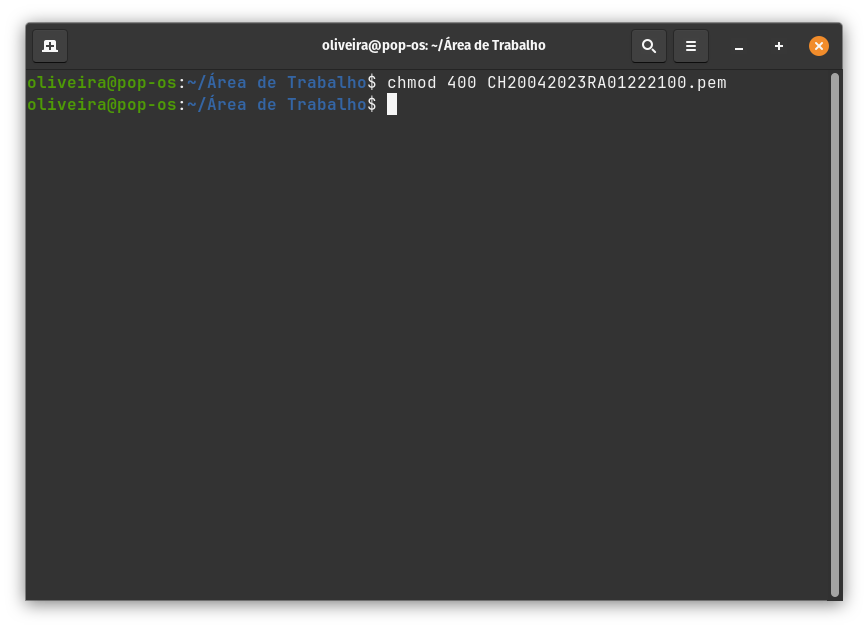 oliveira@pop-os: ~/Área de Trabalho
oliveira@pop-os:~/Área de Trabalho$ chmod 400 CH20042023RA01222100.pem
oliveira@pop-os:~/Área de Trabalho$